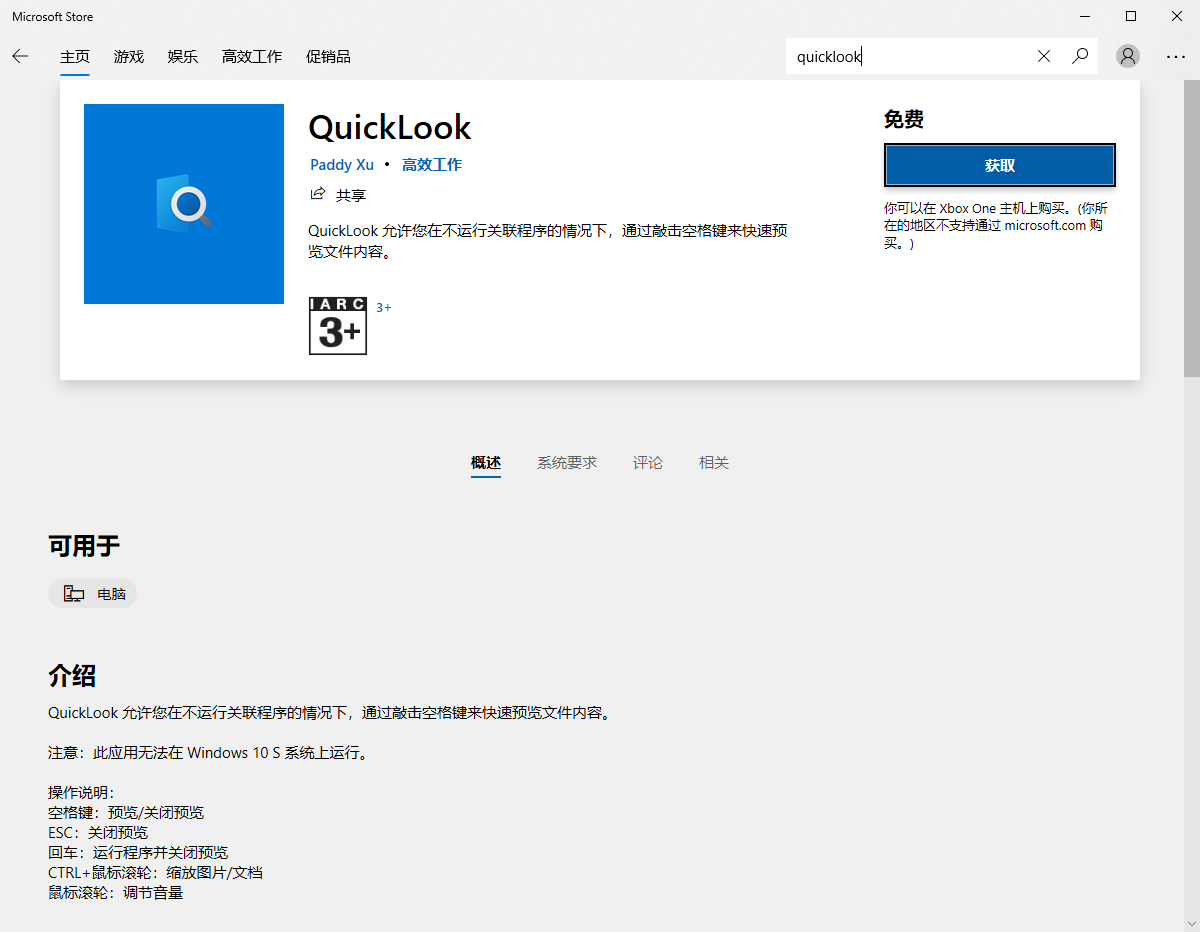 Microsoft Store
主页 游戏 娱乐 高效工作 促销品
quicklook
QuickLook
Paddy Xu • 高效工作
共享
QuickLook 允许您在不运行关联程序的情况下，通过敲击空格键来快速预
览文件内容。
IARC
3+
3+
免费
获取
你可以在 Xbox One 主机上购买。(你所
在的地区不支持通过 microsoft.com 购
买。)
概述 系统要求 评论 相关
可用于
电脑
介绍
QuickLook 允许您在不运行关联程序的情况下，通过敲击空格键来快速预览文件内容。
注意：此应用无法在 Windows 10 S 系统上运行。
操作说明：
空格键：预览/关闭预览
ESC：关闭预览
回车：运行程序并关闭预览
CTRL+鼠标滚轮：缩放图片/文档
鼠标滚轮：调节音量